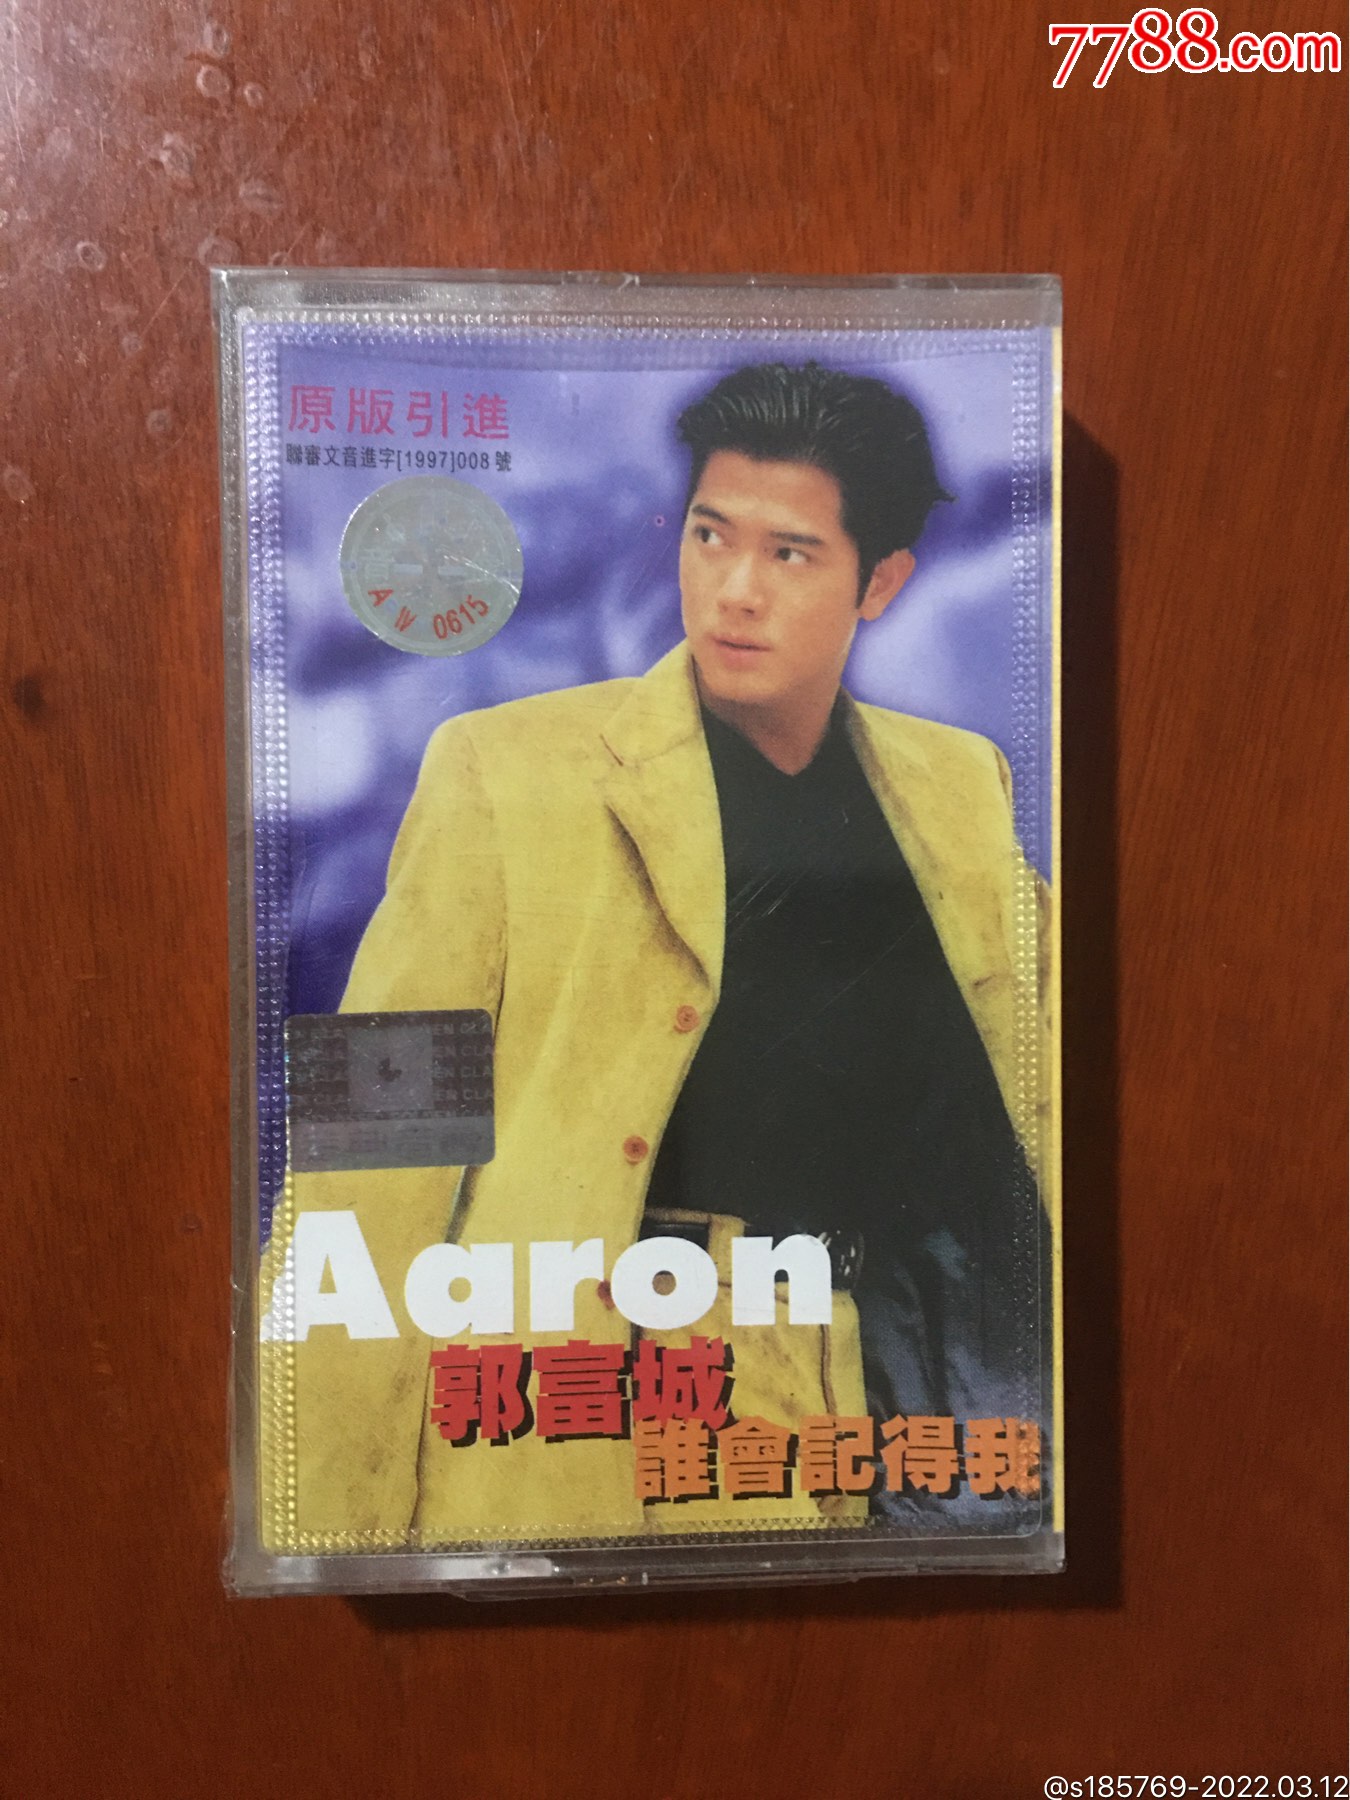 7788.com
原版引進
聯審文音進字[1997]008號
A W 0615
Aaron
郭富城
誰會記得我
@s185769-2022.03.12